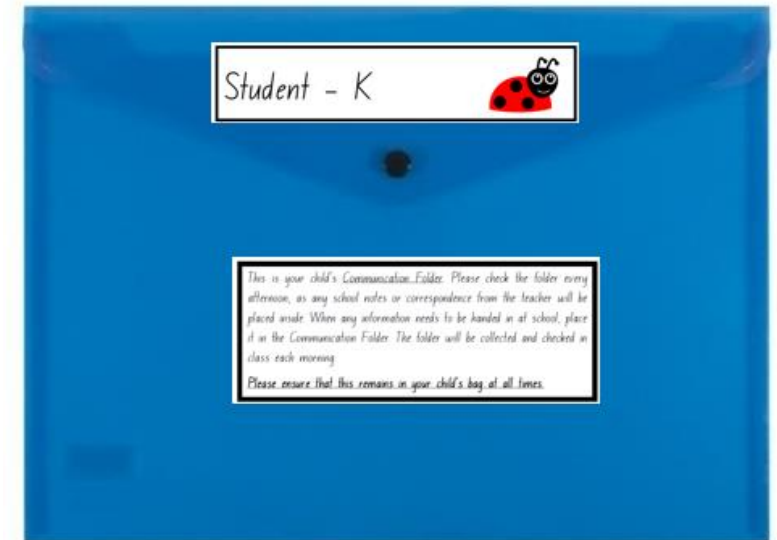 Student - K
This is your child's Communication Folder. Please check the folder every
afternoon, as any school notes or correspondence from the teacher will be
placed inside. When any information needs to be handed in at school, place
it in the Communication Folder. The folder will be collected and checked in
class each morning.
Please ensure that this remains in your child's bag at all times.